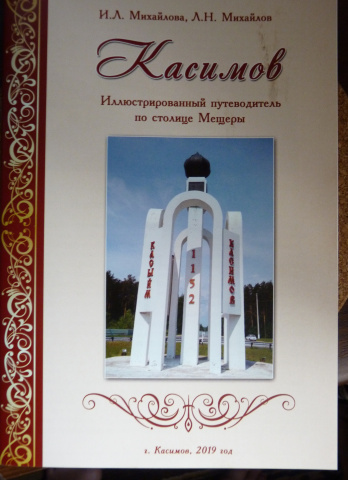 И.Л. Михайлова, Л.Н. Михайлов
Касимов
Иллюстрированный путеводитель
по столице Мещеры
КАСЫЙМ
1152
КАСИМОВ
г. Касимов, 2019 год